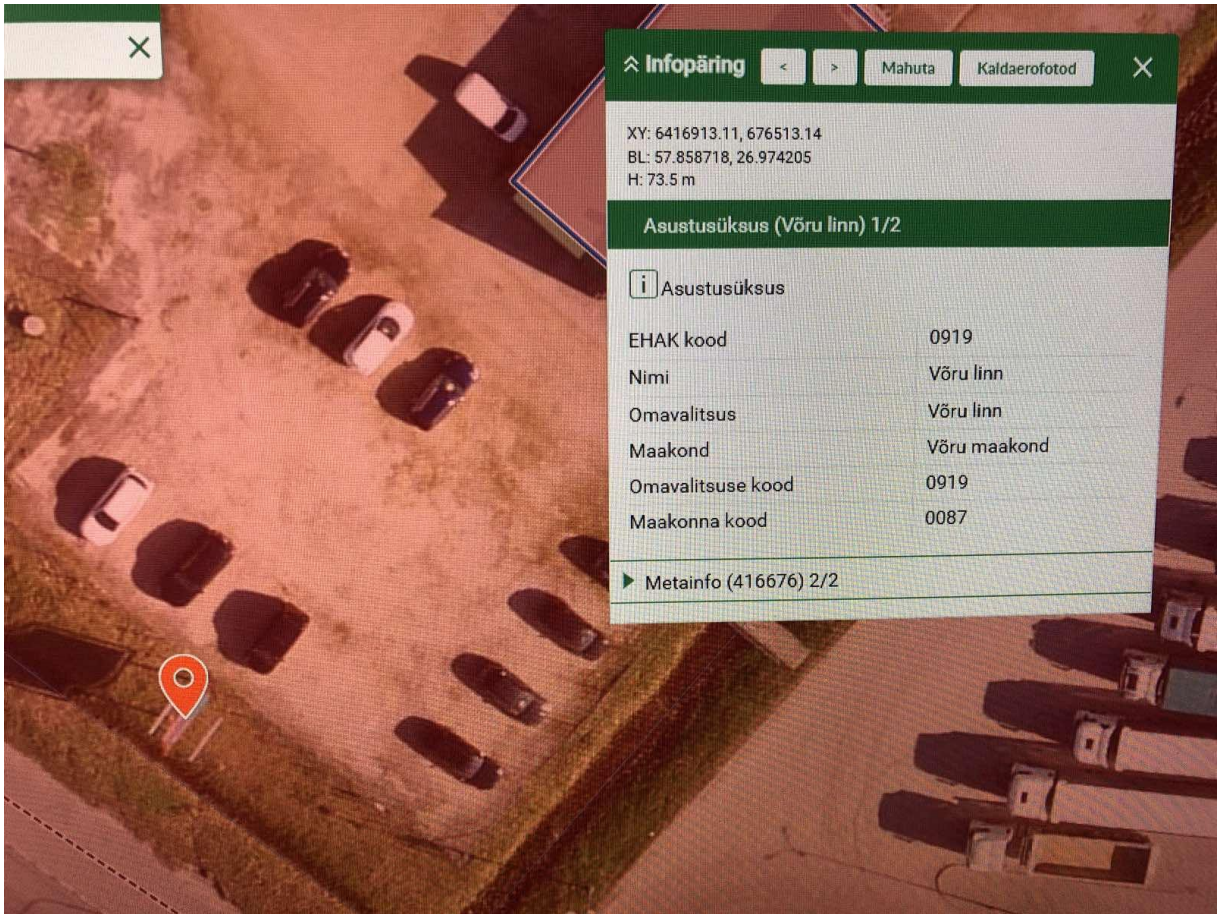 Infopäring < > Mahuta Kaldaerofotod
XY: 6416913.11, 676513.14
BL: 57.858718, 26.974205
H: 73.5 m
Asustusüksus (Võru linn) 1/2
i Asustusüksus
EHAK kood 0919
Nimi Võru linn
Omavalitsus Võru linn
Maakond Võru maakond
Omavalitsuse kood 0919
Maakonna kood 0087
Metainfo (416676) 2/2